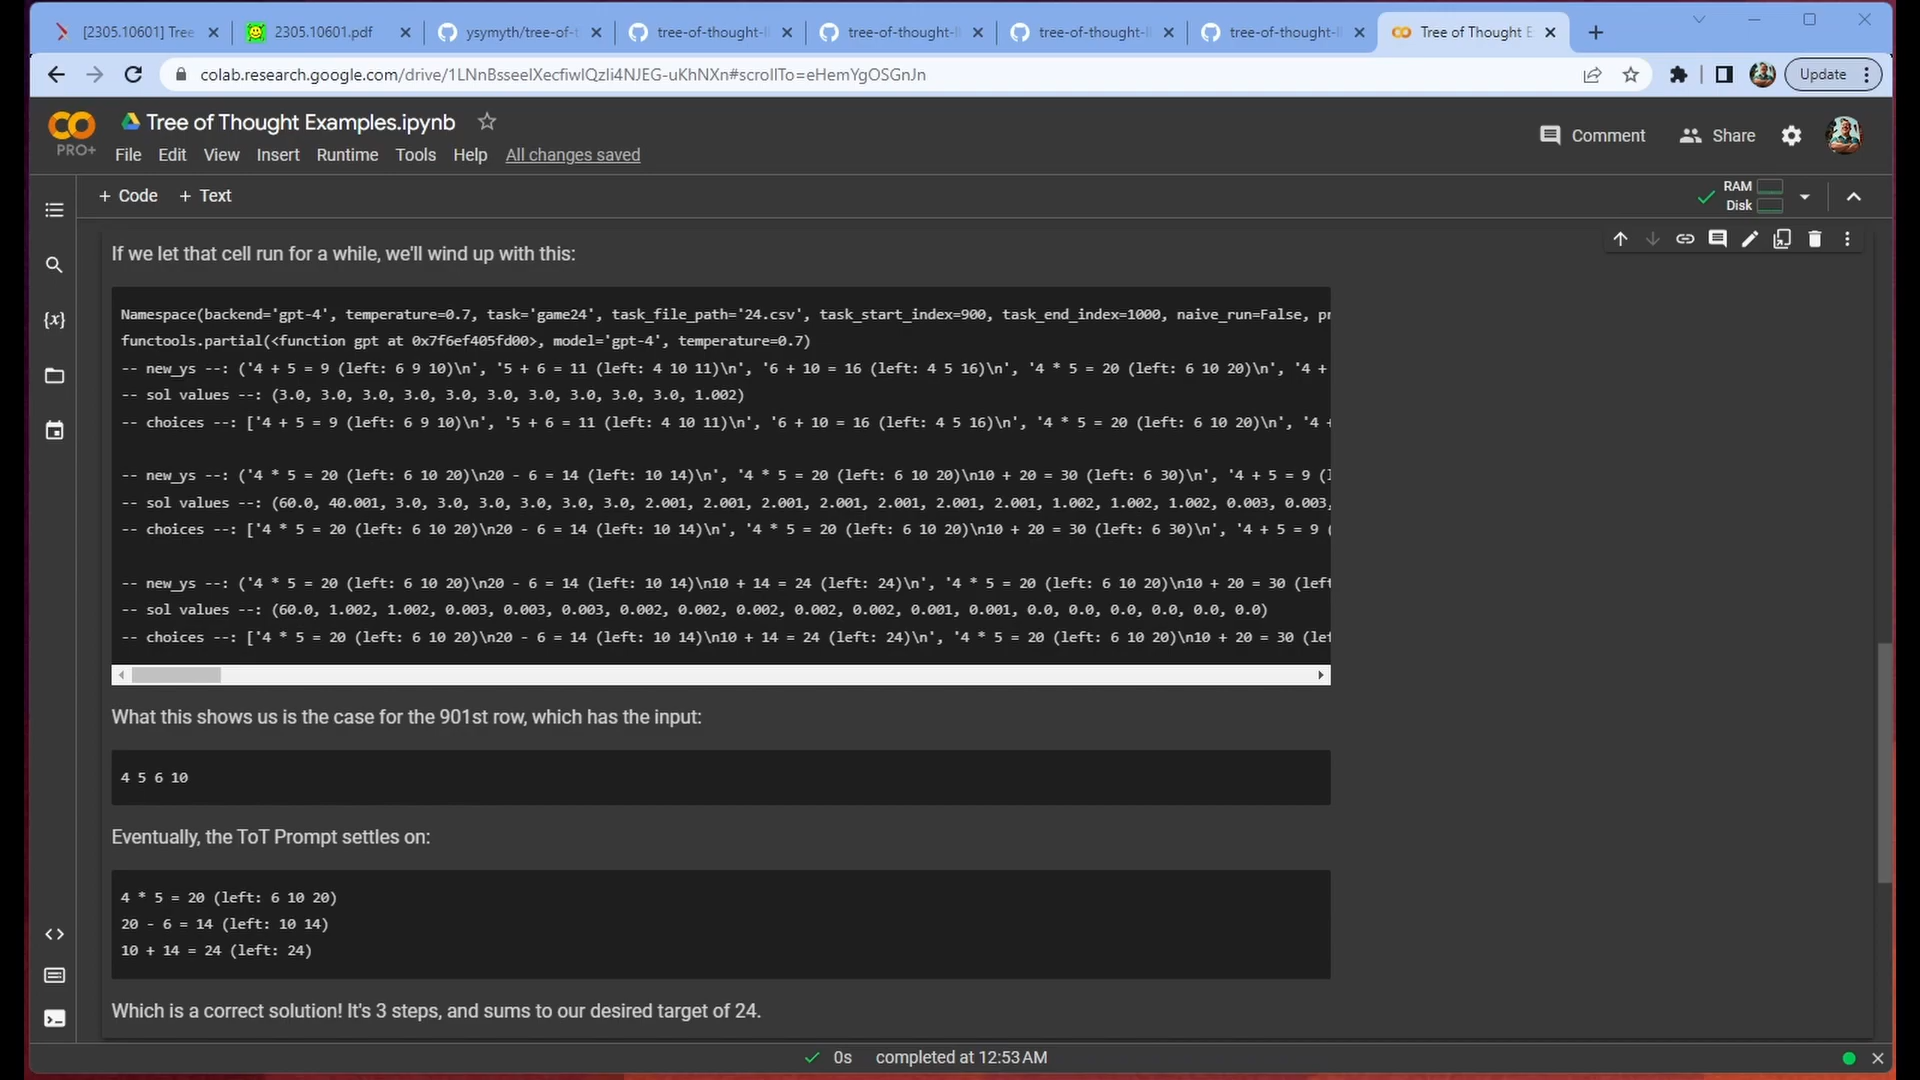 [2305.10601] Tree
2305.10601.pdf
ysymyth/tree-of-t
tree-of-thought-l
tree-of-thought-l
tree-of-thought-l
tree-of-thought-l
Tree of Thought E
Update
CO
PRO+
Tree of Thought Examples.ipynb
Comment
Share
File Edit View Insert Runtime Tools Help All changes saved
+ Code + Text
RAM
Disk
If we let that cell run for a while, we'll wind up with this:
Namespace(backend='gpt-4', temperature=0.7, task='game24', task_file_path='24.csv', task_start_index=900, task_end_index=1000, naive_run=False, pr
functools.partial(<function gpt at 0x7f6ef405fd00>, model='gpt-4', temperature=0.7)
-- new_ys --: ('4 + 5 = 9 (left: 6 9 10)\n', '5 + 6 = 11 (left: 4 10 11)\n', '6 + 10 = 16 (left: 4 5 16)\n', '4 * 5 = 20 (left: 6 10 20)\n', '4 +
-- sol values --: (3.0, 3.0, 3.0, 3.0, 3.0, 3.0, 3.0, 3.0, 3.0, 1.002)
-- choices --: ['4 + 5 = 9 (left: 6 9 10)\n', '5 + 6 = 11 (left: 4 10 11)\n', '6 + 10 = 16 (left: 4 5 16)\n', '4 * 5 = 20 (left: 6 10 20)\n', '4 +
-- new_ys --: ('4 * 5 = 20 (left: 6 10 20)\n20 - 6 = 14 (left: 10 14)\n', '4 * 5 = 20 (left: 6 10 20)\n10 + 20 = 30 (left: 6 30)\n', '4 + 5 = 9 (l
-- sol values --: (60.0, 40.001, 3.0, 3.0, 3.0, 3.0, 3.0, 3.0, 2.001, 2.001, 2.001, 2.001, 2.001, 2.001, 2.001, 1.002, 1.002, 1.002, 0.003, 0.003,
-- choices --: ['4 * 5 = 20 (left: 6 10 20)\n20 - 6 = 14 (left: 10 14)\n', '4 * 5 = 20 (left: 6 10 20)\n10 + 20 = 30 (left: 6 30)\n', '4 + 5 = 9 (
-- new_ys --: ('4 * 5 = 20 (left: 6 10 20)\n20 - 6 = 14 (left: 10 14)\n10 + 14 = 24 (left: 24)\n', '4 * 5 = 20 (left: 6 10 20)\n10 + 20 = 30 (left
-- sol values --: (60.0, 1.002, 1.002, 0.003, 0.003, 0.003, 0.002, 0.002, 0.002, 0.002, 0.002, 0.001, 0.001, 0.0, 0.0, 0.0, 0.0, 0.0, 0.0)
-- choices --: ['4 * 5 = 20 (left: 6 10 20)\n20 - 6 = 14 (left: 10 14)\n10 + 14 = 24 (left: 24)\n', '4 * 5 = 20 (left: 6 10 20)\n10 + 20 = 30 (lef
What this shows us is the case for the 901st row, which has the input:
4 5 6 10
Eventually, the ToT Prompt settles on:
4 * 5 = 20 (left: 6 10 20)
20 - 6 = 14 (left: 10 14)
10 + 14 = 24 (left: 24)
Which is a correct solution! It's 3 steps, and sums to our desired target of 24.
0s completed at 12:53 AM